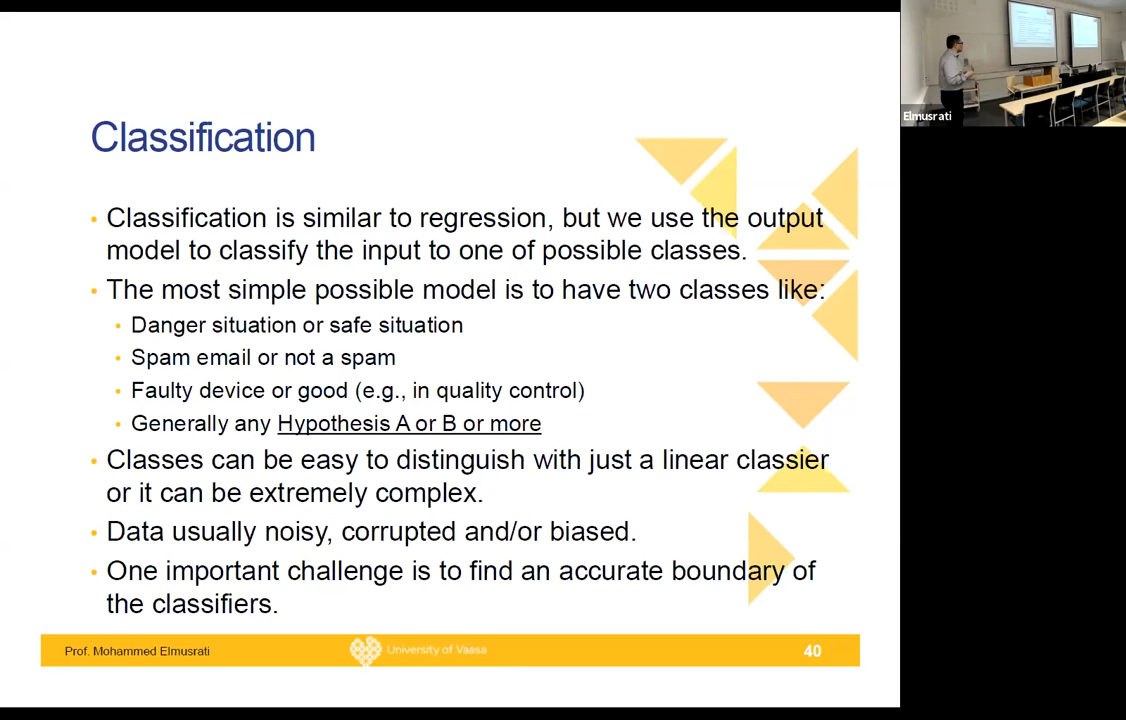 Classification
• Classification is similar to regression, but we use the output
model to classify the input to one of possible classes.
• The most simple possible model is to have two classes like:
• Danger situation or safe situation
• Spam email or not a spam
• Faulty device or good (e.g., in quality control)
• Generally any Hypothesis A or B or more
• Classes can be easy to distinguish with just a linear classier
or it can be extremely complex.
• Data usually noisy, corrupted and/or biased.
• One important challenge is to find an accurate boundary of
the classifiers.
Prof. Mohammed Elmusrati
University of Vaasa
40
Elmusrati